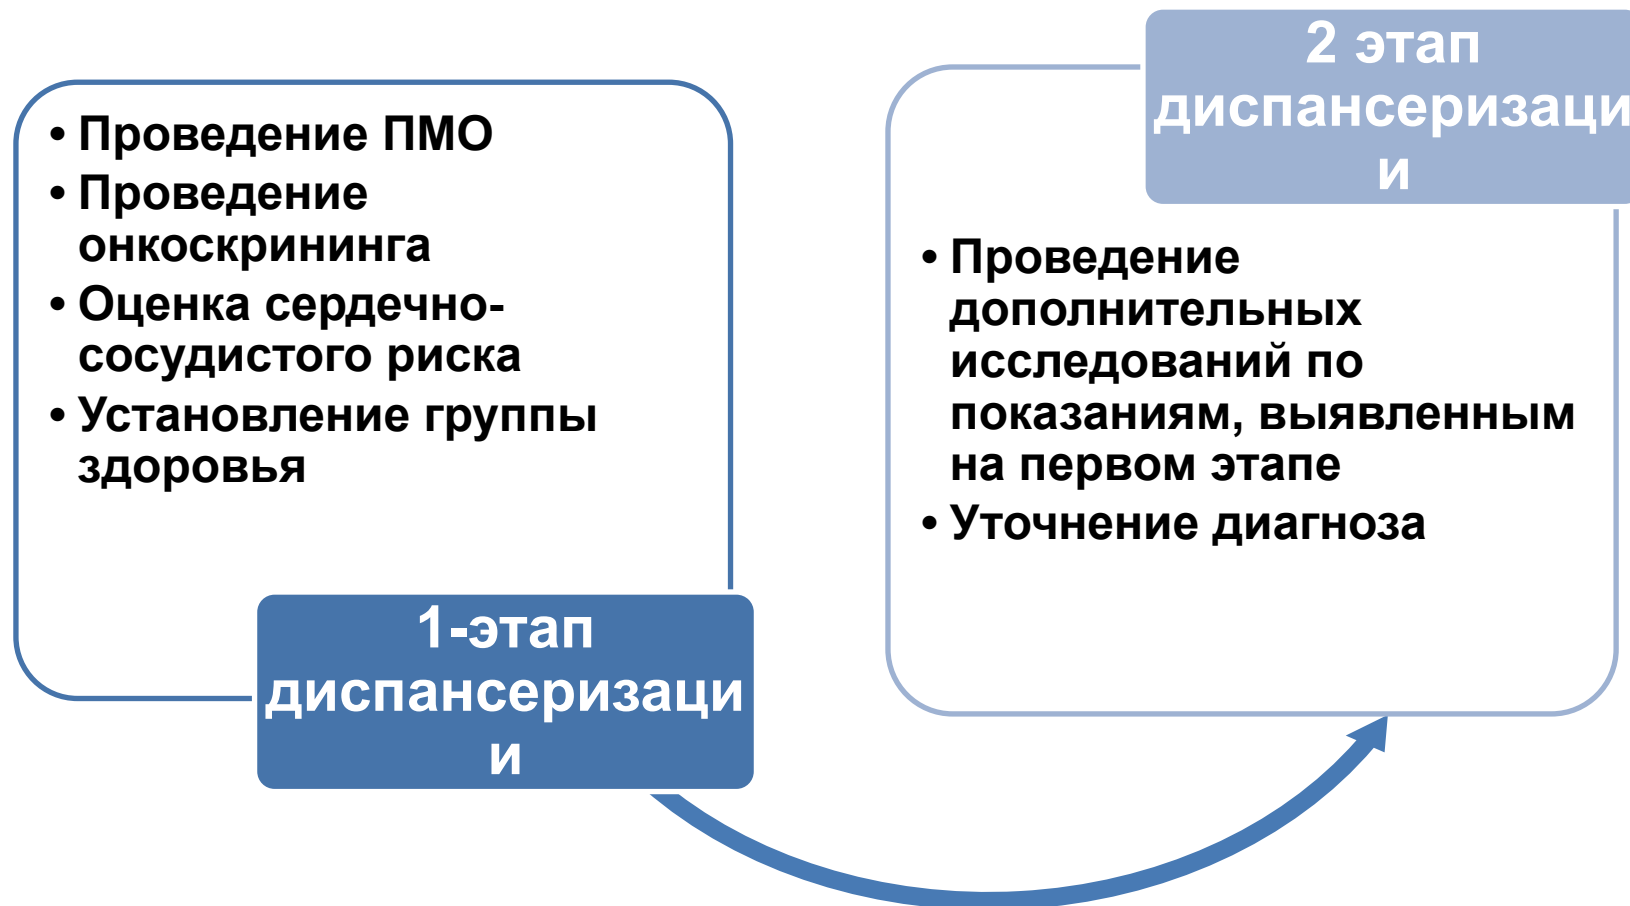 • Проведение ПМО
• Проведение
онкоскрининга
• Оценка сердечно-
сосудистого риска
• Установление группы
здоровья
1-этап
диспансеризаци
и
2 этап
диспансеризаци
и
• Проведение
дополнительных
исследований по
показаниям, выявленным
на первом этапе
• Уточнение диагноза